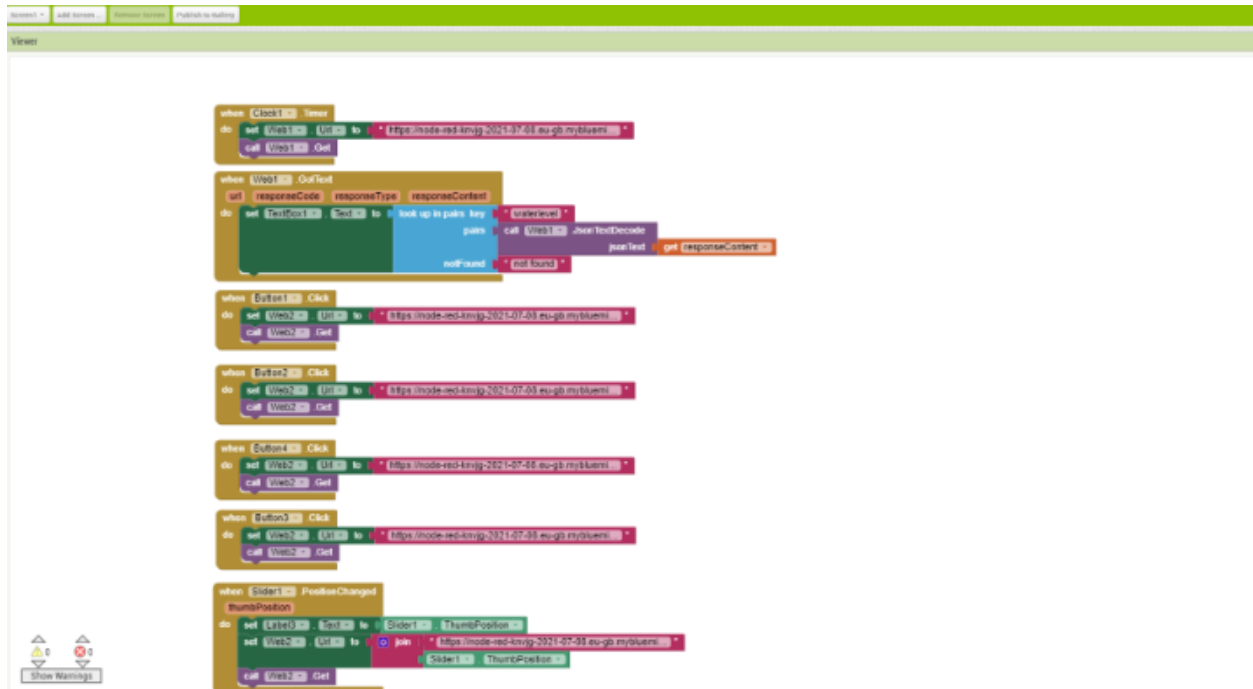 Screen1 Add Screen ... Remove Screen Publish to Gallery
Viewer
when Clock1 .Timer
do set Web1 . Url to " https://node-red-knvjg-2021-07-08.eu-gb.mybluemi... "
call Web1 .Get
when Web1 .GotText
url responseCode responseType responseContent
do set TextBox1 . Text to look up in pairs key " waterlevel "
pairs call Web1 .JsonTextDecode
jsonText get responseContent
notFound " not found "
when Button1 .Click
do set Web2 . Url to " https://node-red-knvjg-2021-07-08.eu-gb.mybluemi... "
call Web2 .Get
when Button2 .Click
do set Web2 . Url to " https://node-red-knvjg-2021-07-08.eu-gb.mybluemi... "
call Web2 .Get
when Button4 .Click
do set Web2 . Url to " https://node-red-knvjg-2021-07-08.eu-gb.mybluemi... "
call Web2 .Get
when Button3 .Click
do set Web2 . Url to " https://node-red-knvjg-2021-07-08.eu-gb.mybluemi... "
call Web2 .Get
when Slider1 .PositionChanged
thumbPosition
do set Label3 . Text to Slider1 . ThumbPosition
set Web2 . Url to join " https://node-red-knvjg-2021-07-08.eu-gb.mybluemi... "
Slider1 . ThumbPosition
call Web2 .Get
0 0
Show Warnings